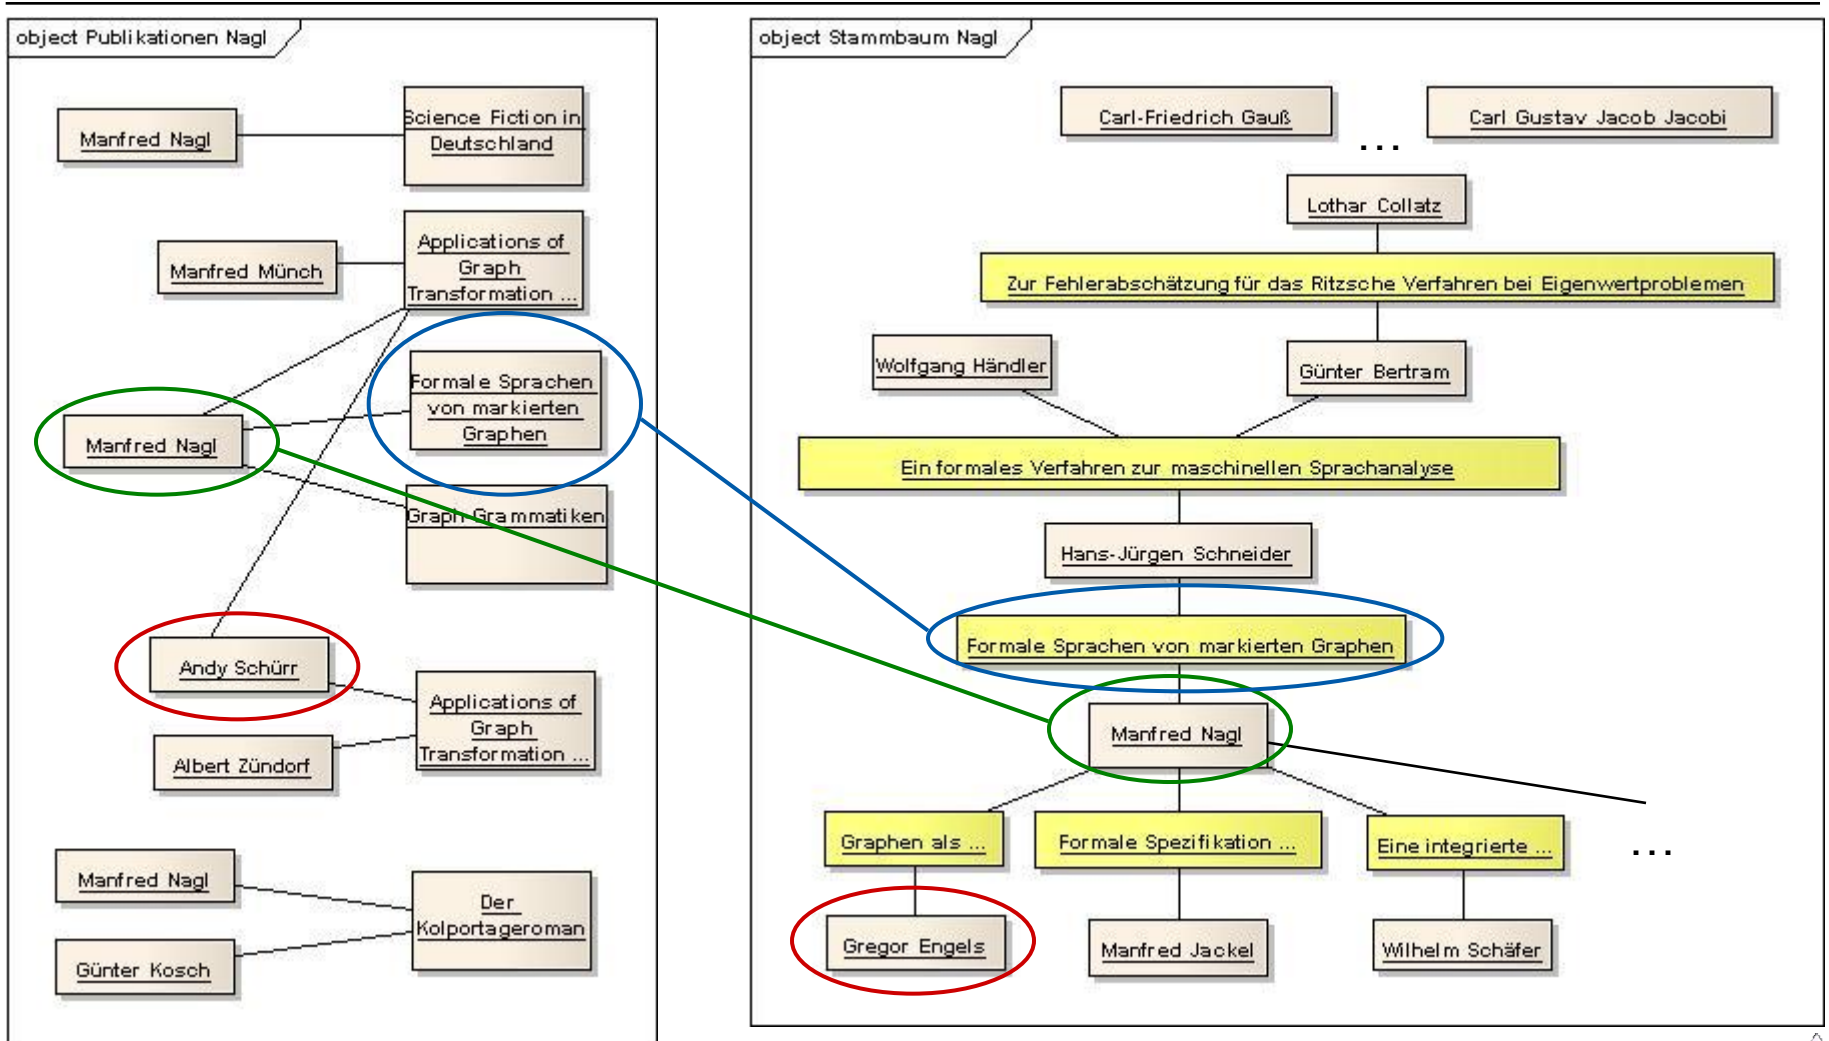 object Publikationen Nagl
Manfred Nagl
Science Fiction in
Deutschland
Manfred Münch
Applications of
Graph
Transformation ...
Formale Sprachen
von markierten
Graphen
Manfred Nagl
Graph-Grammatiken
Andy Schürr
Applications of
Graph
Transformation ...
Albert Zündorf
Manfred Nagl
Der
Kolportageroman
Günter Kosch
object Stammbaum Nagl
Carl-Friedrich Gauß
...
Carl Gustav Jacob Jacobi
Lothar Collatz
Zur Fehlerabschätzung für das Ritzsche Verfahren bei Eigenwertproblemen
Wolfgang Händler
Günter Bertram
Ein formales Verfahren zur maschinellen Sprachanalyse
Hans-Jürgen Schneider
Formale Sprachen von markierten Graphen
Manfred Nagl
Graphen als ...
Formale Spezifikation ...
Eine integrierte ...
...
Gregor Engels
Manfred Jackel
Wilhelm Schäfer